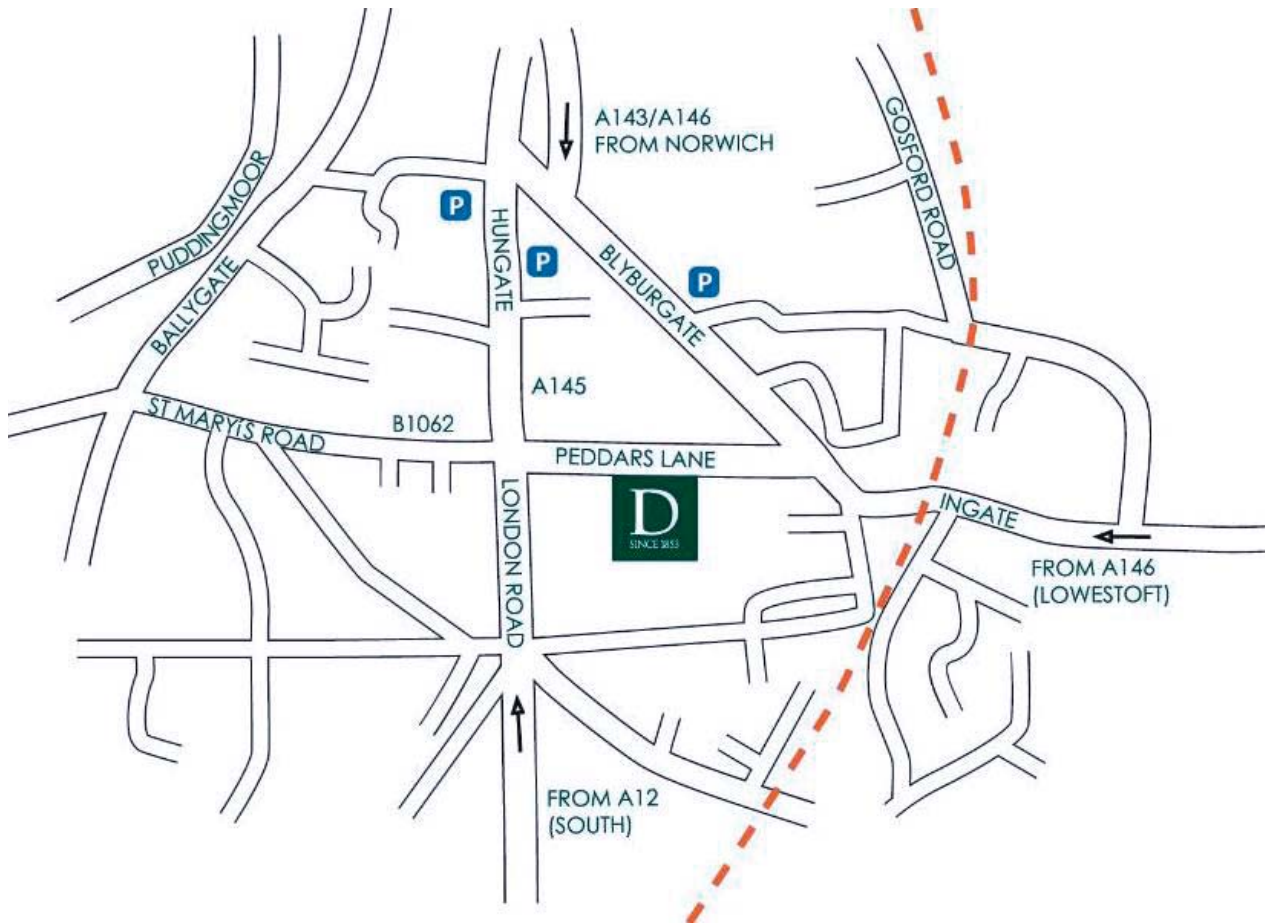 A143/A146
FROM NORWICH
GOSFORD ROAD
PUDDINGMOOR
P
HUNGATE
P
BLYBURGATE
P
BALLYGATE
A145
ST MARYíS ROAD
B1062
PEDDARS LANE
LONDON ROAD
D
SINCE 1853
INGATE
FROM A146
(LOWESTOFT)
FROM A12
(SOUTH)